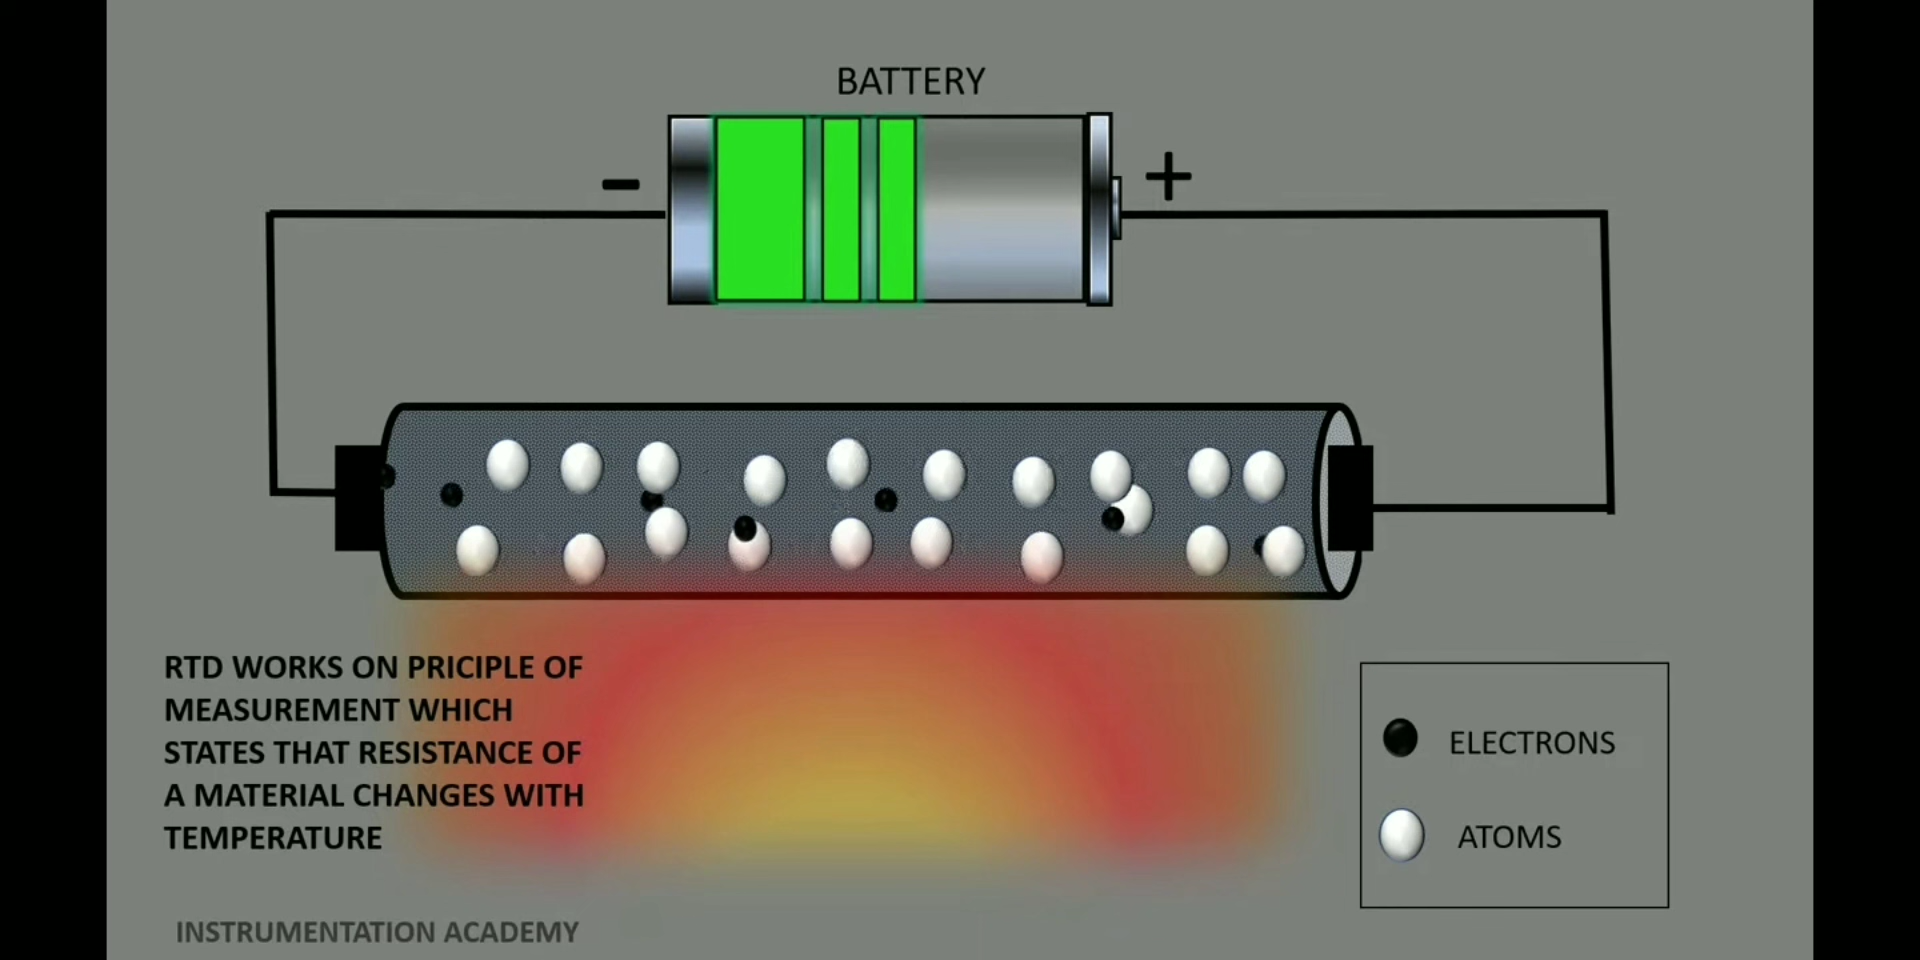 BATTERY
- +
RTD WORKS ON PRICIPLE OF
MEASUREMENT WHICH
STATES THAT RESISTANCE OF
A MATERIAL CHANGES WITH
TEMPERATURE
ELECTRONS
ATOMS
INSTRUMENTATION ACADEMY